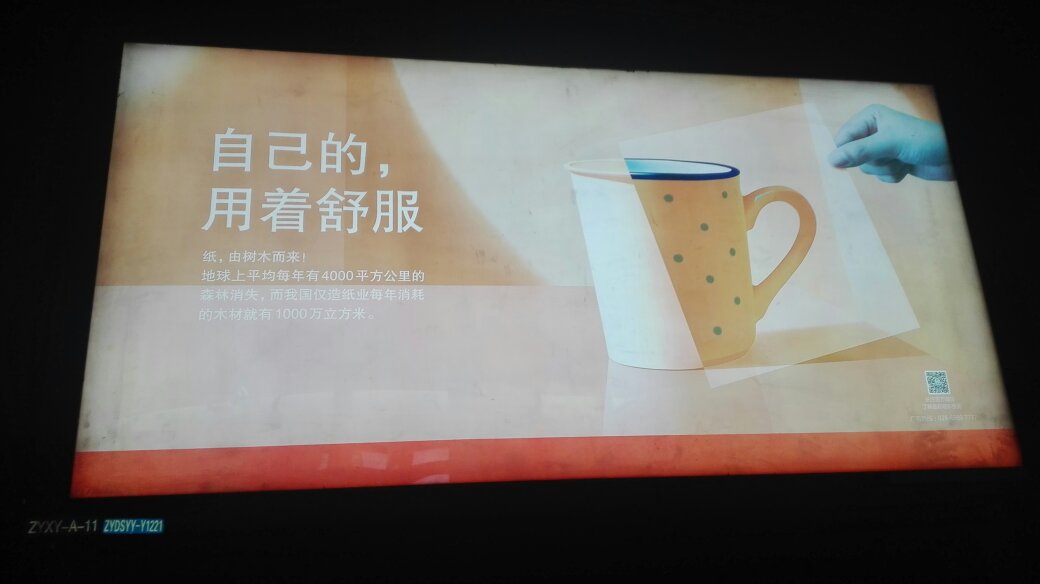 自己的，
用着舒服
纸，由树木而来！
地球上平均每年有4000平方公里的
森林消失，而我国仅造纸业每年消耗
的木材就有1000万立方米。
ZYXY-A-11 ZYDSYY-Y1221